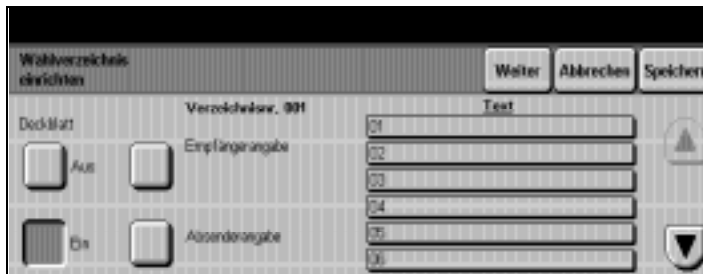 Wahlverzeichnis
einrichten
Weiter
Abbrechen
Speichern
Verzeichnisnr. 001
Text
Deckblatt
01
Empfängerangabe
02
Aus
03
04
Absenderangabe
05
Ein
06